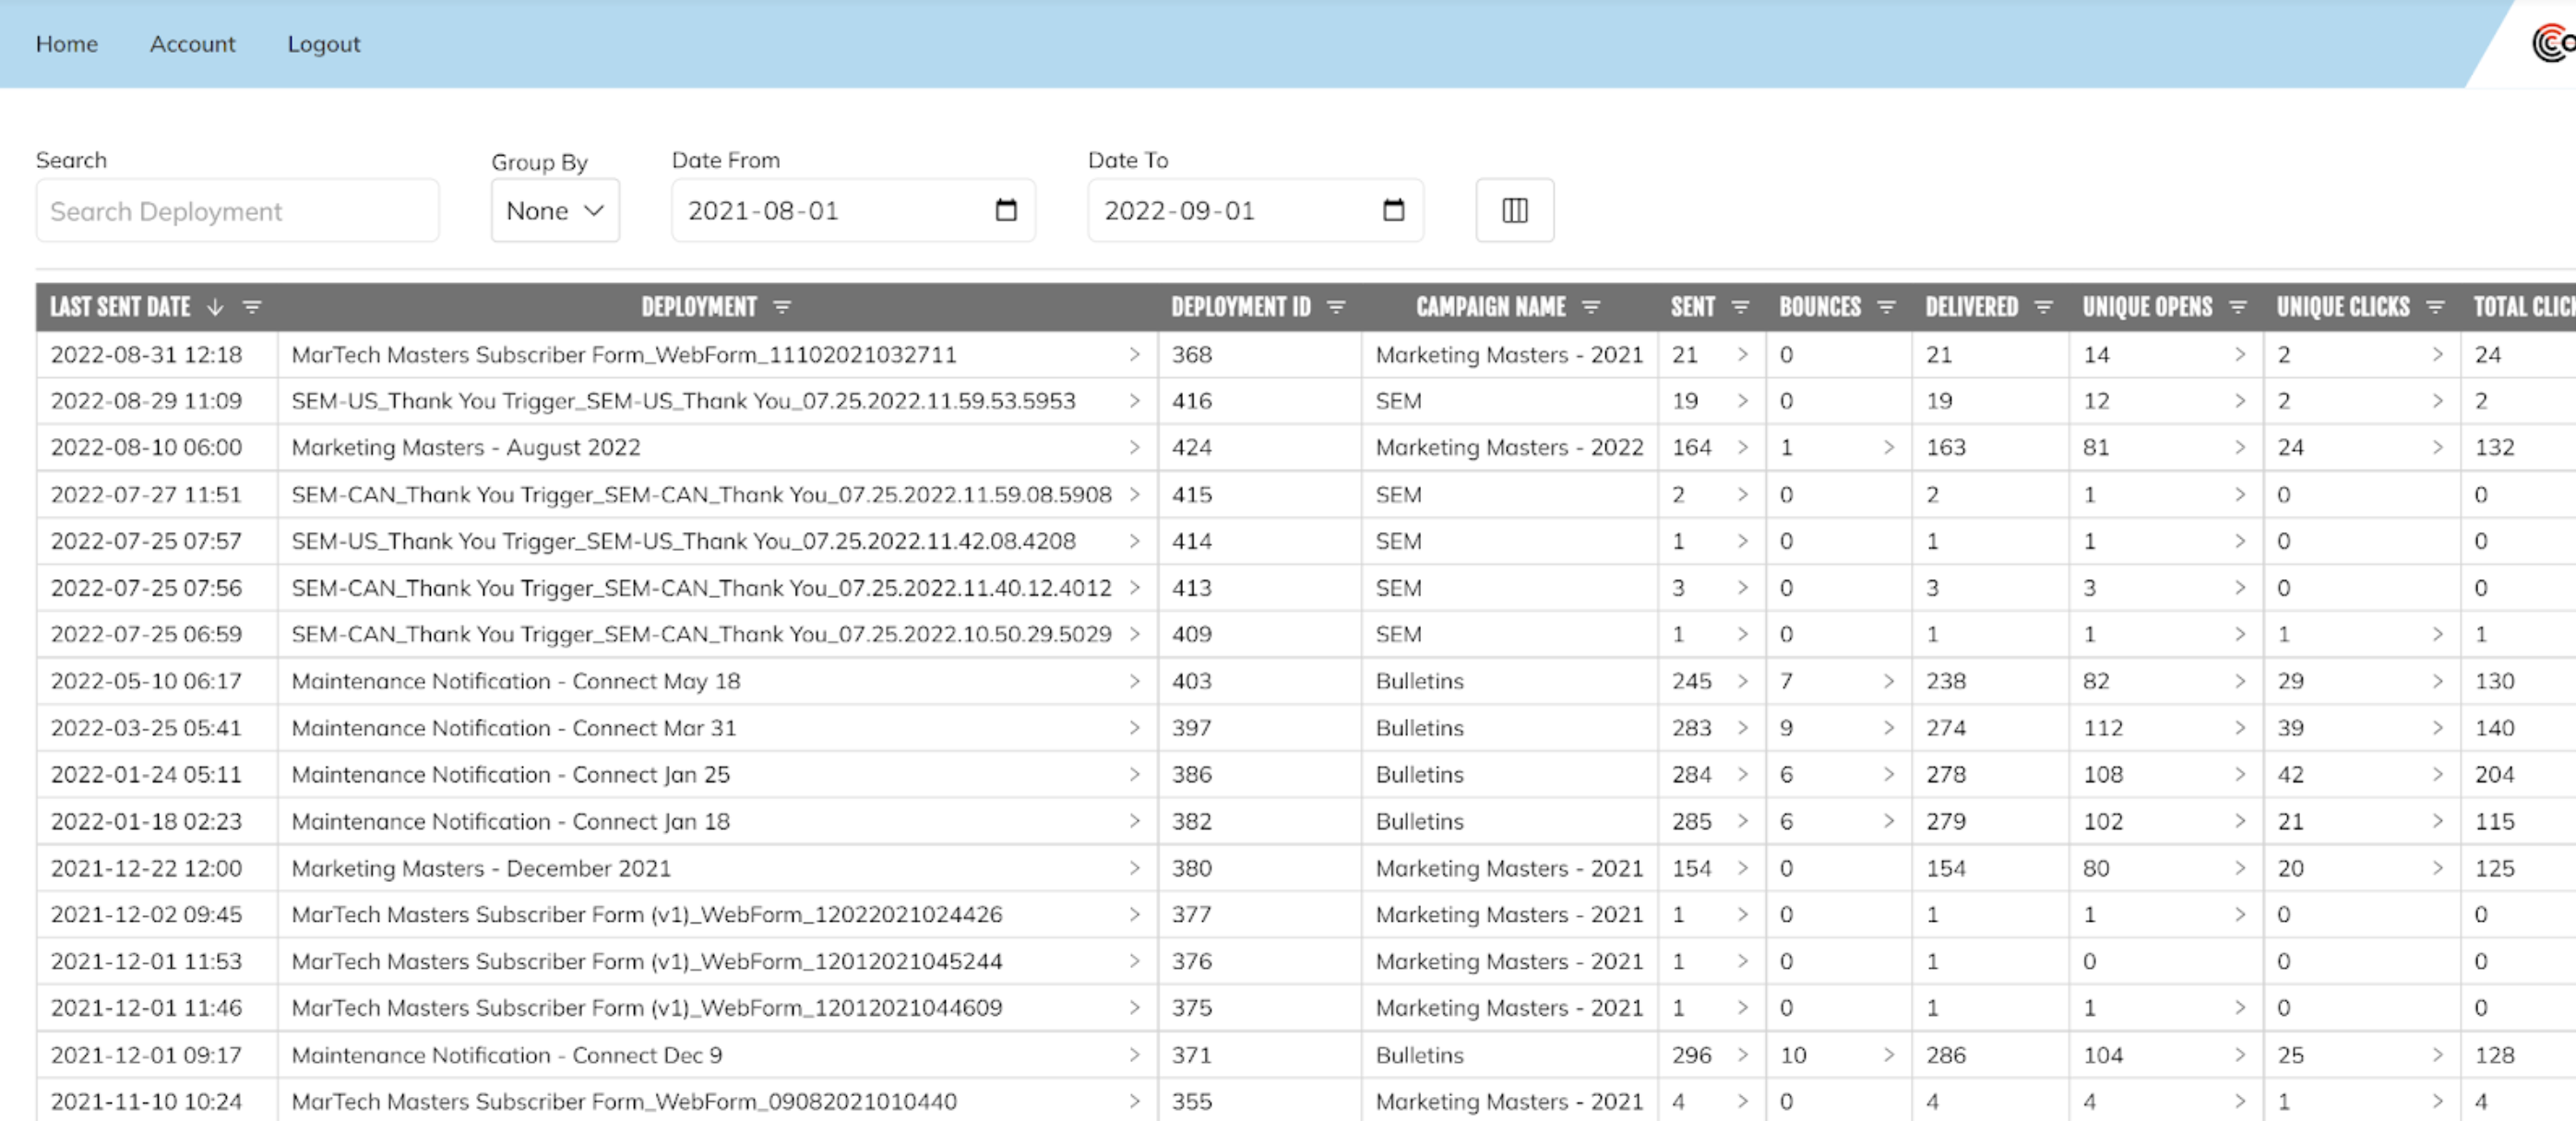 Home Account Logout
Search Group By Date From Date To
Search Deployment None 2021-08-01 2022-09-01
LAST SENT DATE DEPLOYMENT DEPLOYMENT ID CAMPAIGN NAME SENT BOUNCES DELIVERED UNIQUE OPENS UNIQUE CLICKS TOTAL
2022-08-31 12:18 MarTech Masters Subscriber Form_WebForm_11102021032711 > 368 Marketing Masters - 2021 21 > 0 21 14 > 2 > 24
2022-08-29 11:09 SEM-US_Thank You Trigger_SEM-US_Thank You_07.25.2022.11.59.53.5953 > 416 SEM 19 > 0 19 12 > 2 > 2
2022-08-10 06:00 Marketing Masters - August 2022 > 424 Marketing Masters - 2022 164 > 1 > 163 81 > 24 > 132
2022-07-27 11:51 SEM-CAN_Thank You Trigger_SEM-CAN_Thank You_07.25.2022.11.59.08.5908 > 415 SEM 2 > 0 2 1 > 0 0
2022-07-25 07:57 SEM-US_Thank You Trigger_SEM-US_Thank You_07.25.2022.11.42.08.4208 > 414 SEM 1 > 0 1 1 > 0 0
2022-07-25 07:56 SEM-CAN_Thank You Trigger_SEM-CAN_Thank You_07.25.2022.11.40.12.4012 > 413 SEM 3 > 0 3 3 > 0 0
2022-07-25 06:59 SEM-CAN_Thank You Trigger_SEM-CAN_Thank You_07.25.2022.10.50.29.5029 > 409 SEM 1 > 0 1 1 > 1 > 1
2022-05-10 06:17 Maintenance Notification - Connect May 18 > 403 Bulletins 245 > 7 > 238 82 > 29 > 130
2022-03-25 05:41 Maintenance Notification - Connect Mar 31 > 397 Bulletins 283 > 9 > 274 112 > 39 > 140
2022-01-24 05:11 Maintenance Notification - Connect Jan 25 > 386 Bulletins 284 > 6 > 278 108 > 42 > 204
2022-01-18 02:23 Maintenance Notification - Connect Jan 18 > 382 Bulletins 285 > 6 > 279 102 > 21 > 115
2021-12-22 12:00 Marketing Masters - December 2021 > 380 Marketing Masters - 2021 154 > 0 154 80 > 20 > 125
2021-12-02 09:45 MarTech Masters Subscriber Form (v1)_WebForm_12022021024426 > 377 Marketing Masters - 2021 1 > 0 1 1 > 0 0
2021-12-01 11:53 MarTech Masters Subscriber Form (v1)_WebForm_12012021045244 > 376 Marketing Masters - 2021 1 > 0 1 0 0 0
2021-12-01 11:46 MarTech Masters Subscriber Form (v1)_WebForm_12012021044609 > 375 Marketing Masters - 2021 1 > 0 1 1 > 0 0
2021-12-01 09:17 Maintenance Notification - Connect Dec 9 > 371 Bulletins 296 > 10 > 286 104 > 25 > 128
2021-11-10 10:24 MarTech Masters Subscriber Form_WebForm_09082021010440 > 355 Marketing Masters - 2021 4 > 0 4 4 > 1 > 4